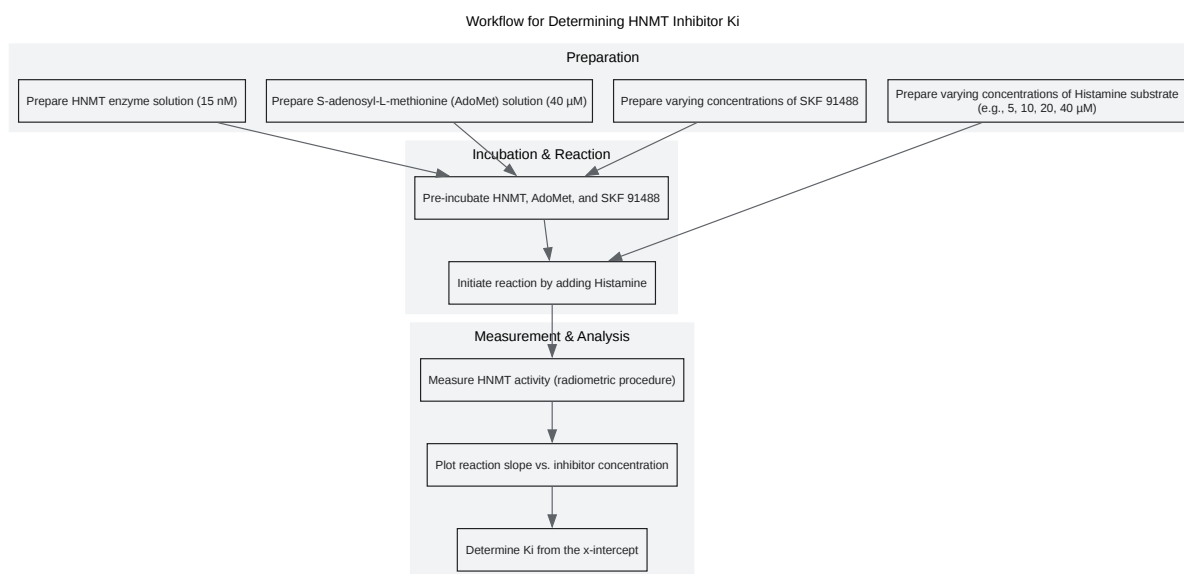 Workflow for Determining HNMT Inhibitor Ki
Preparation
Prepare HNMT enzyme solution (15 nM)
Prepare S-adenosyl-L-methionine (AdoMet) solution (40 µM)
Prepare varying concentrations of SKF 91488
Prepare varying concentrations of Histamine substrate
(e.g., 5, 10, 20, 40 µM)
Incubation & Reaction
Pre-incubate HNMT, AdoMet, and SKF 91488
Initiate reaction by adding Histamine
Measurement & Analysis
Measure HNMT activity (radiometric procedure)
Plot reaction slope vs. inhibitor concentration
Determine Ki from the x-intercept